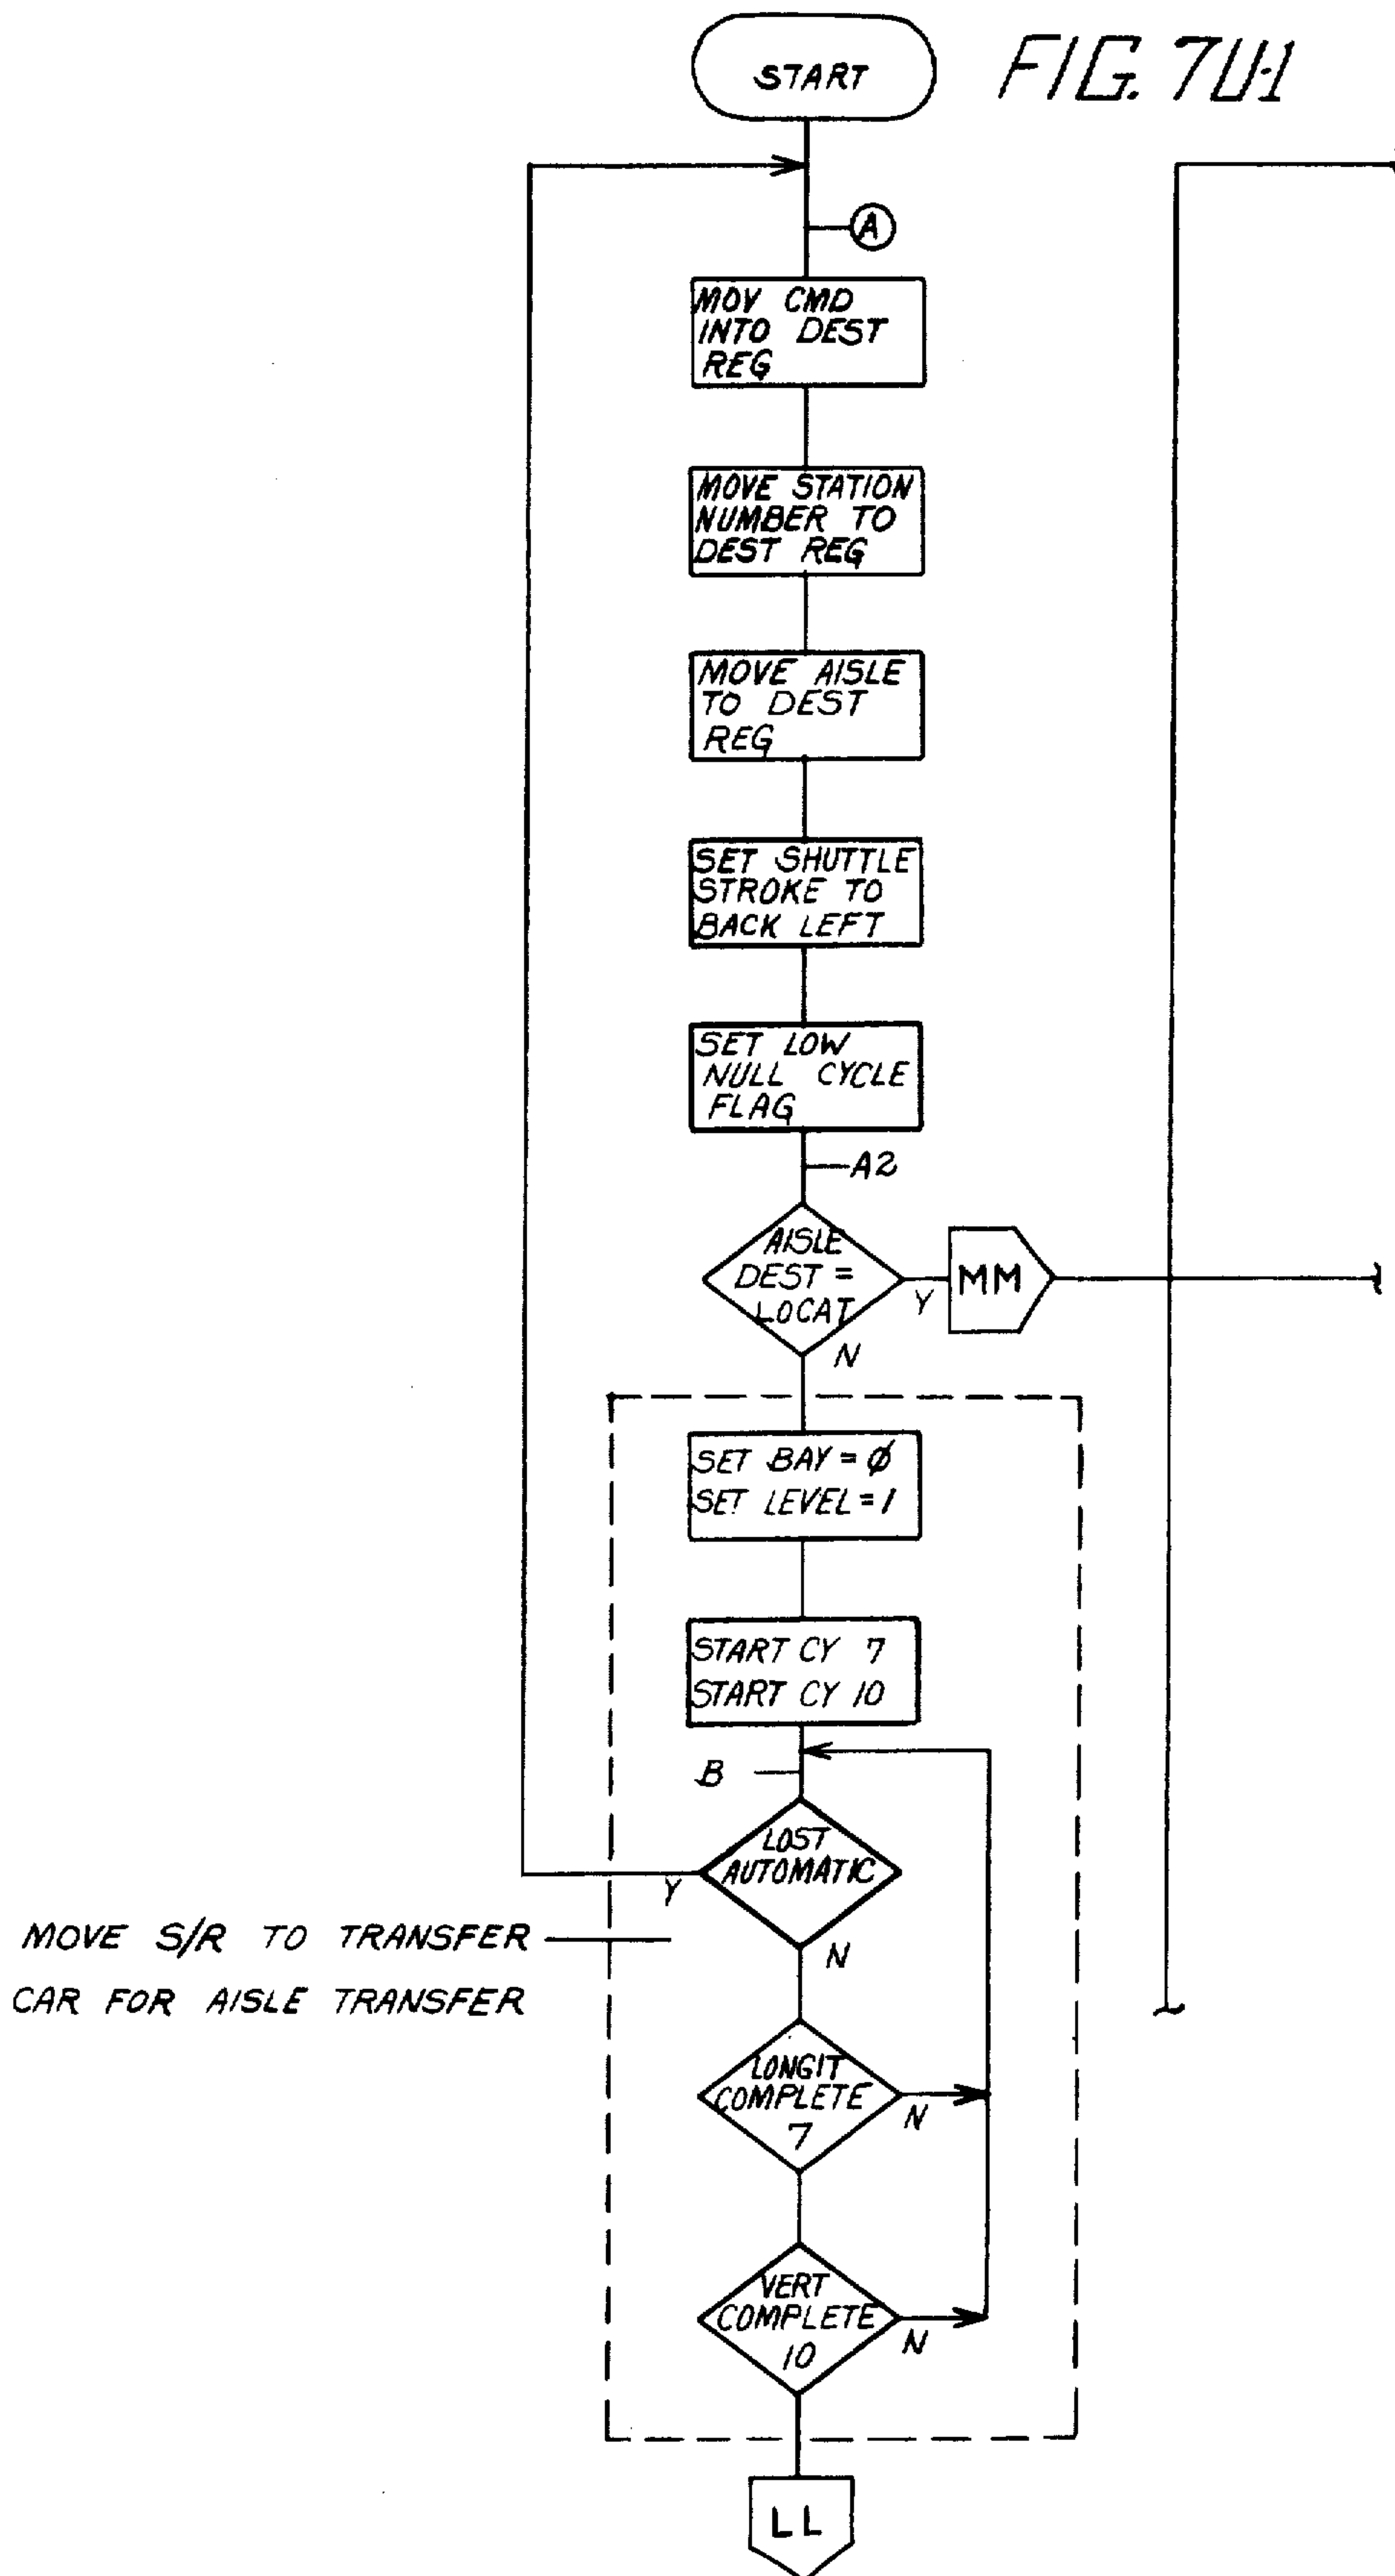 START
FIG. 7U-1
A
MOV CMD
INTO DEST
REG
MOVE STATION
NUMBER TO
DEST REG
MOVE AISLE
TO DEST
REG
SET SHUTTLE
STROKE TO
BACK LEFT
SET LOW
NULL CYCLE
FLAG
A2
AISLE
DEST =
LOCAT
Y
MM
N
SET BAY = Ø
SET LEVEL = 1
START CY 7
START CY 10
B
LOST
AUTOMATIC
Y
N
MOVE S/R TO TRANSFER
CAR FOR AISLE TRANSFER
LONGIT
COMPLETE
7
N
VERT
COMPLETE
10
N
LL